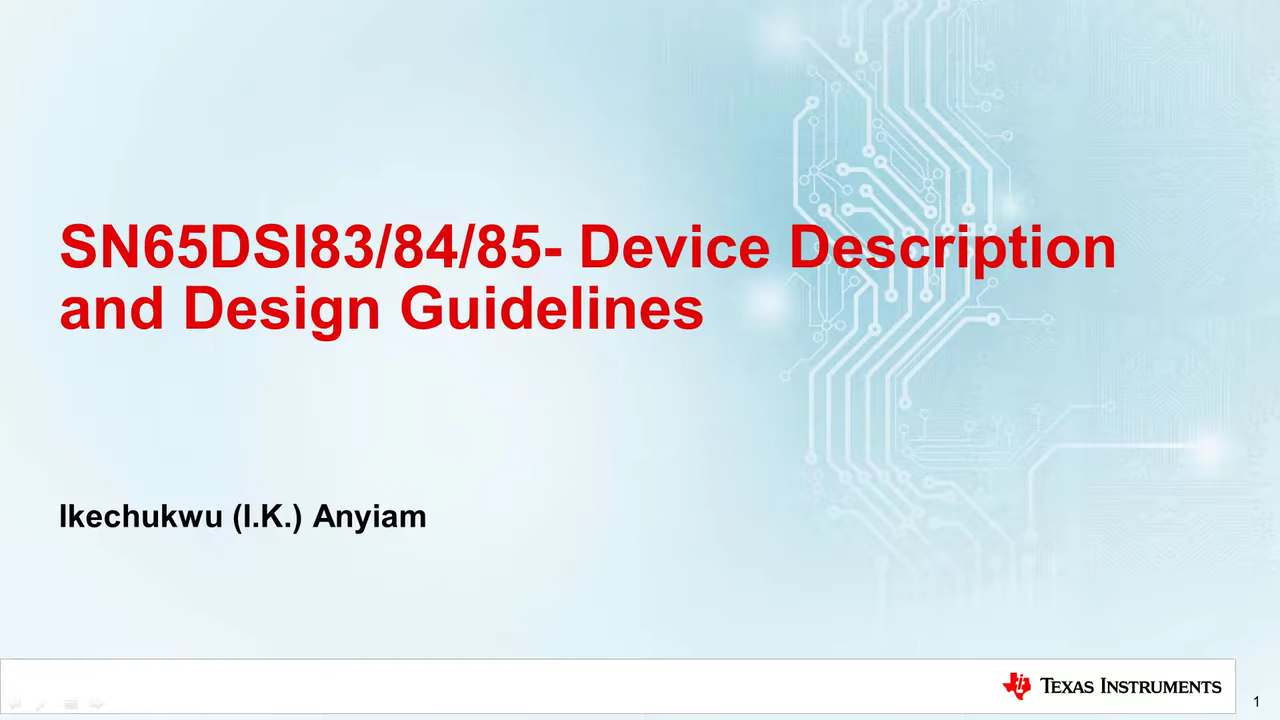 SN65DSI83/84/85- Device Description
and Design Guidelines
Ikechukwu (I.K.) Anyiam
TEXAS INSTRUMENTS
1